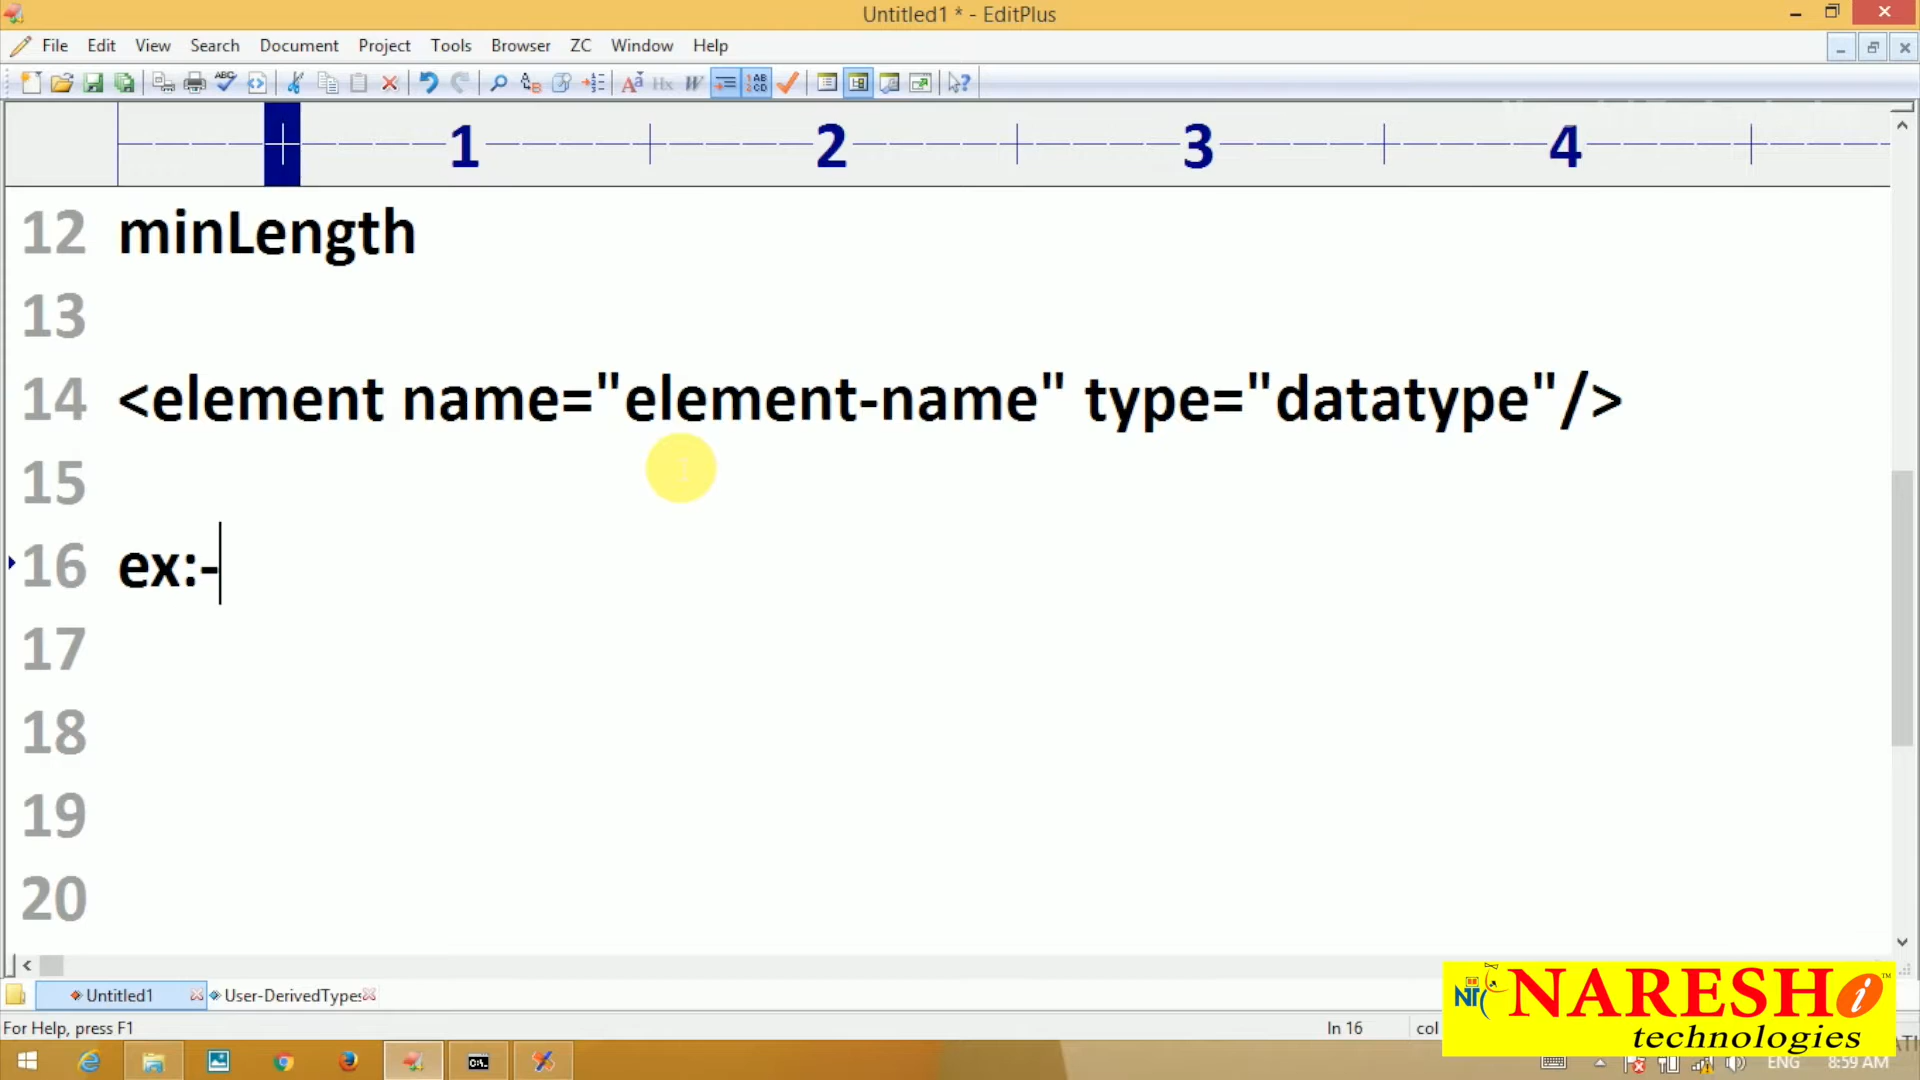 Untitled1 * - EditPlus
File Edit View Search Document Project Tools Browser ZC Window Help
1 2 3 4
12 minLength
13
14 <element name="element-name" type="datatype"/>
15
16 ex:-
17
18
19
20
Untitled1 User-DerivedTypes
For Help, press F1 ln 16 col
NARESH i ™
technologies
ENG 8:59 AM